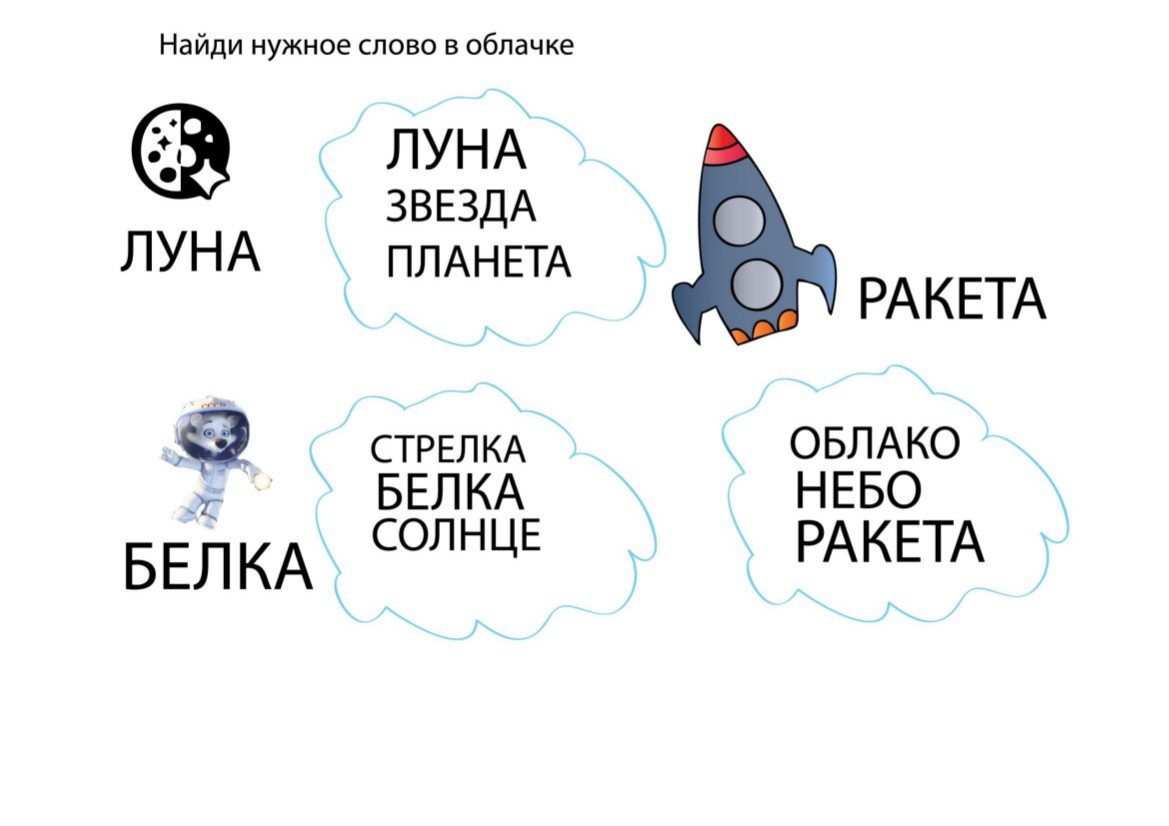 Найди нужное слово в облачке
ЛУНА
ЛУНА
ЗВЕЗДА
ПЛАНЕТА
РАКЕТА
БЕЛКА
СТРЕЛКА
БЕЛКА
СОЛНЦЕ
ОБЛАКО
НЕБО
РАКЕТА